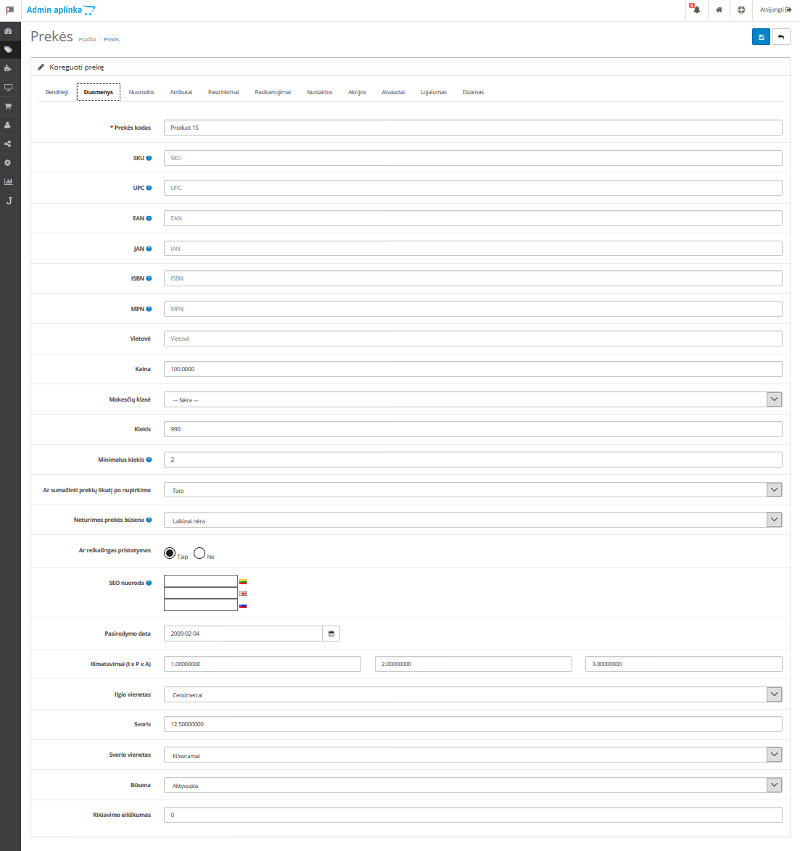 Admin aplinka
Atsijungti
Prekės
Pradžia / Prekės
Koreguoti prekę
Bendrieji Duomenys Nuorodos Atributai Pasirinkimai Pasikartojimai Nuolaidos Akcijos Atvaizdai Lojalumas Dizainas
* Prekės kodas Product 15
SKU SKU
UPC UPC
EAN EAN
JAN JAN
ISBN ISBN
MPN MPN
Vietovė Vietovė
Kaina 100.0000
Mokesčių klasė --- Nėra ---
Kiekis 990
Minimalus kiekis 2
Ar sumažinti prekių likutį po nupirkimo Taip
Neturimos prekės būsena Laikinai nėra
Ar reikalingas pristatymas Taip Ne
SEO nuoroda
Pasirodymo data 2009-02-04
Išmatavimai (I x P x A) 1.00000000 2.00000000 3.00000000
Ilgio vienetas Centimetrai
Svoris 12.50000000
Svorio vienetas Kilogramai
Būsena Aktyvuota
Rikiavimo eiliškumas 0